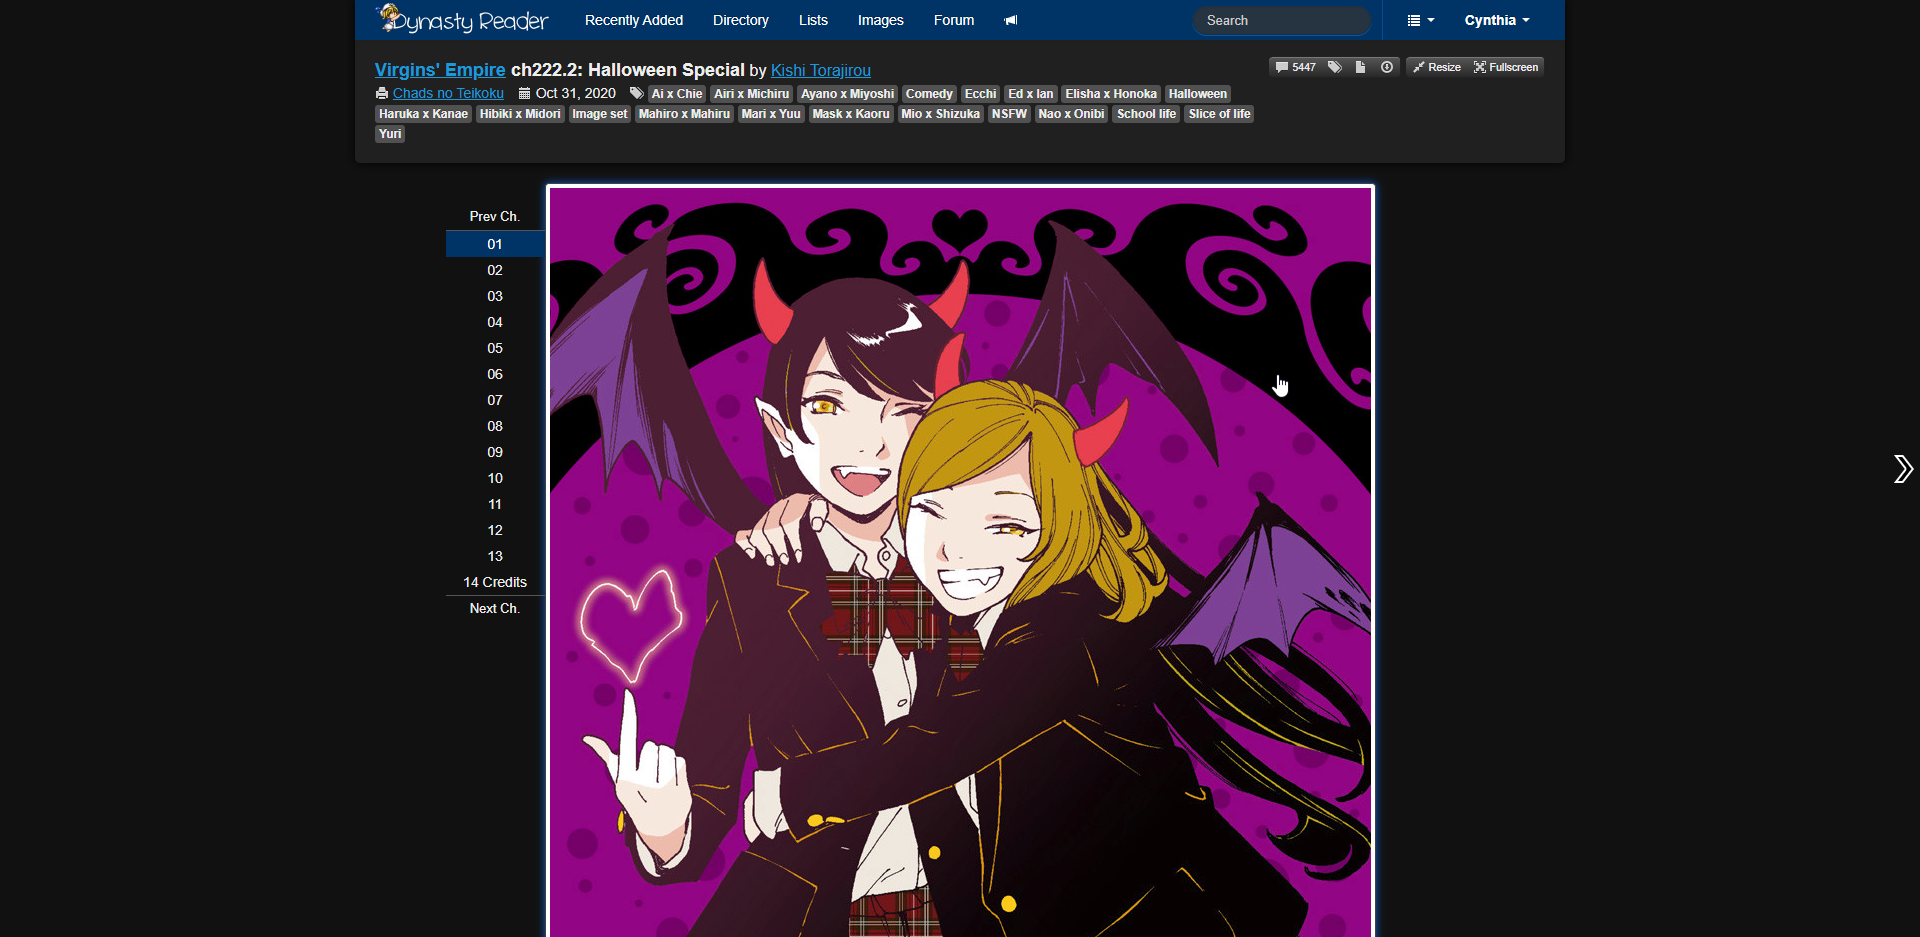 Dynasty Reader Recently Added Directory Lists Images Forum Search Cynthia
Virgins' Empire ch222.2: Halloween Special by Kishi Torajirou 5447 Resize Fullscreen
Chads no Teikoku Oct 31, 2020 Ai x Chie Airi x Michiru Ayano x Miyoshi Comedy Ecchi Ed x Ian Elisha x Honoka Halloween
Haruka x Kanae Hibiki x Midori Image set Mahiro x Mahiru Mari x Yuu Mask x Kaoru Mio x Shizuka NSFW Nao x Onibi School life Slice of life
Yuri
Prev Ch.
01
02
03
04
05
06
07
08
09
10
11
12
13
14 Credits
Next Ch.